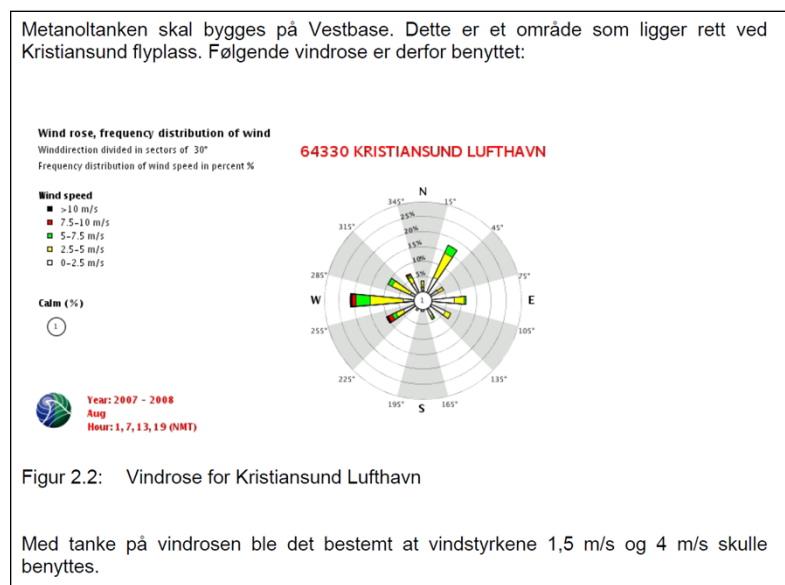 Metanoltanken skal bygges på Vestbase. Dette er et område som ligger rett ved
Kristiansund flyplass. Følgende vindrose er derfor benyttet:
Wind rose, frequency distribution of wind
Winddirection divided in sectors of 30°
Frequency distribution of wind speed in percent %
64330 KRISTIANSUND LUFTHAVN
Wind speed
>10 m/s
7.5-10 m/s
5-7.5 m/s
2.5-5 m/s
0-2.5 m/s
Calm (%)
1
N
345°
15°
25%
20%
15%
10%
5%
315°
45°
285°
75°
W
1
E
255°
105°
225°
135°
195°
165°
S
Year: 2007 - 2008
Aug
Hour: 1, 7, 13, 19 (NMT)
Figur 2.2: Vindrose for Kristiansund Lufthavn
Med tanke på vindrosen ble det bestemt at vindstyrkene 1,5 m/s og 4 m/s skulle
benyttes.